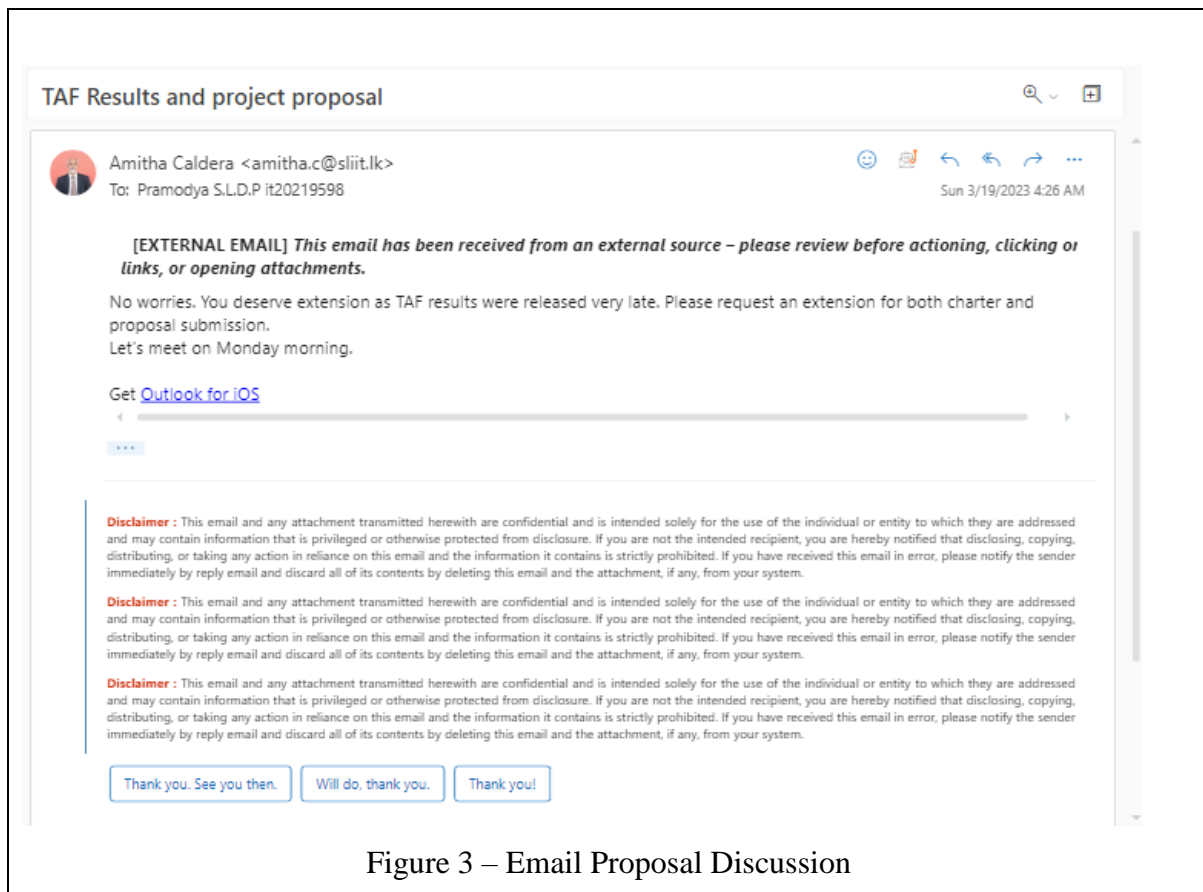 TAF Results and project proposal
Amitha Caldera <amitha.c@sliit.lk>
To: Pramodya S.L.D.P it20219598
Sun 3/19/2023 4:26 AM
[EXTERNAL EMAIL] This email has been received from an external source – please review before actioning, clicking or
links, or opening attachments.
No worries. You deserve extension as TAF results were released very late. Please request an extension for both charter and
proposal submission.
Let's meet on Monday morning.
Get Outlook for iOS
Disclaimer : This email and any attachment transmitted herewith are confidential and is intended solely for the use of the individual or entity to which they are addressed
and may contain information that is privileged or otherwise protected from disclosure. If you are not the intended recipient, you are hereby notified that disclosing, copying,
distributing, or taking any action in reliance on this email and the information it contains is strictly prohibited. If you have received this email in error, please notify the sender
immediately by reply email and discard all of its contents by deleting this email and the attachment, if any, from your system.
Disclaimer : This email and any attachment transmitted herewith are confidential and is intended solely for the use of the individual or entity to which they are addressed
and may contain information that is privileged or otherwise protected from disclosure. If you are not the intended recipient, you are hereby notified that disclosing, copying,
distributing, or taking any action in reliance on this email and the information it contains is strictly prohibited. If you have received this email in error, please notify the sender
immediately by reply email and discard all of its contents by deleting this email and the attachment, if any, from your system.
Disclaimer : This email and any attachment transmitted herewith are confidential and is intended solely for the use of the individual or entity to which they are addressed
and may contain information that is privileged or otherwise protected from disclosure. If you are not the intended recipient, you are hereby notified that disclosing, copying,
distributing, or taking any action in reliance on this email and the information it contains is strictly prohibited. If you have received this email in error, please notify the sender
immediately by reply email and discard all of its contents by deleting this email and the attachment, if any, from your system.
Thank you. See you then. Will do, thank you. Thank you!
Figure 3 – Email Proposal Discussion